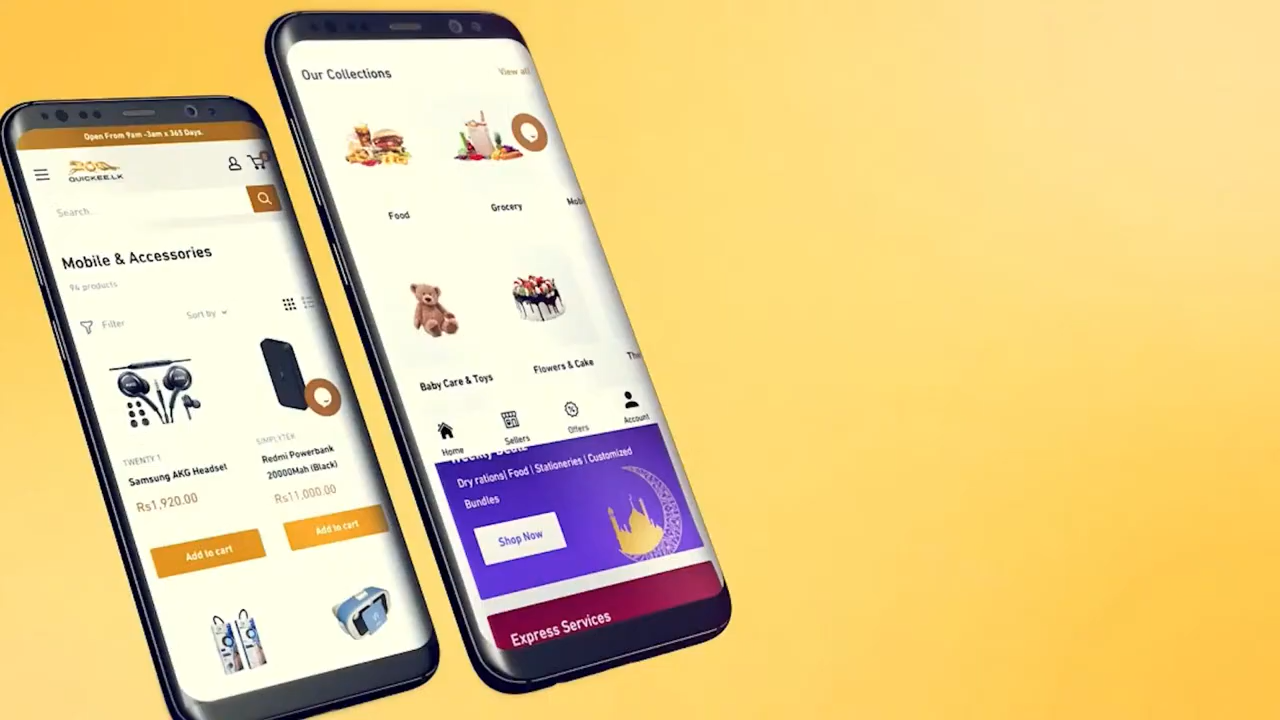 Open From 9am -3am x 365 Days.
QUICKEE.LK
Search...
Mobile & Accessories
94 products
Filter
Sort by
TWENTY 1
Samsung AKG Headset
Rs1,920.00
Add to cart
SIMPLYTEK
Redmi Powerbank
20000Mah (Black)
Rs11,000.00
Add to cart
Our Collections
View all
Food
Grocery
Baby Care & Toys
Flowers & Cake
Home
Sellers
Offers
Account
Dry rations| Food | Stationeries | Customized
Bundles
Shop Now
Express Services